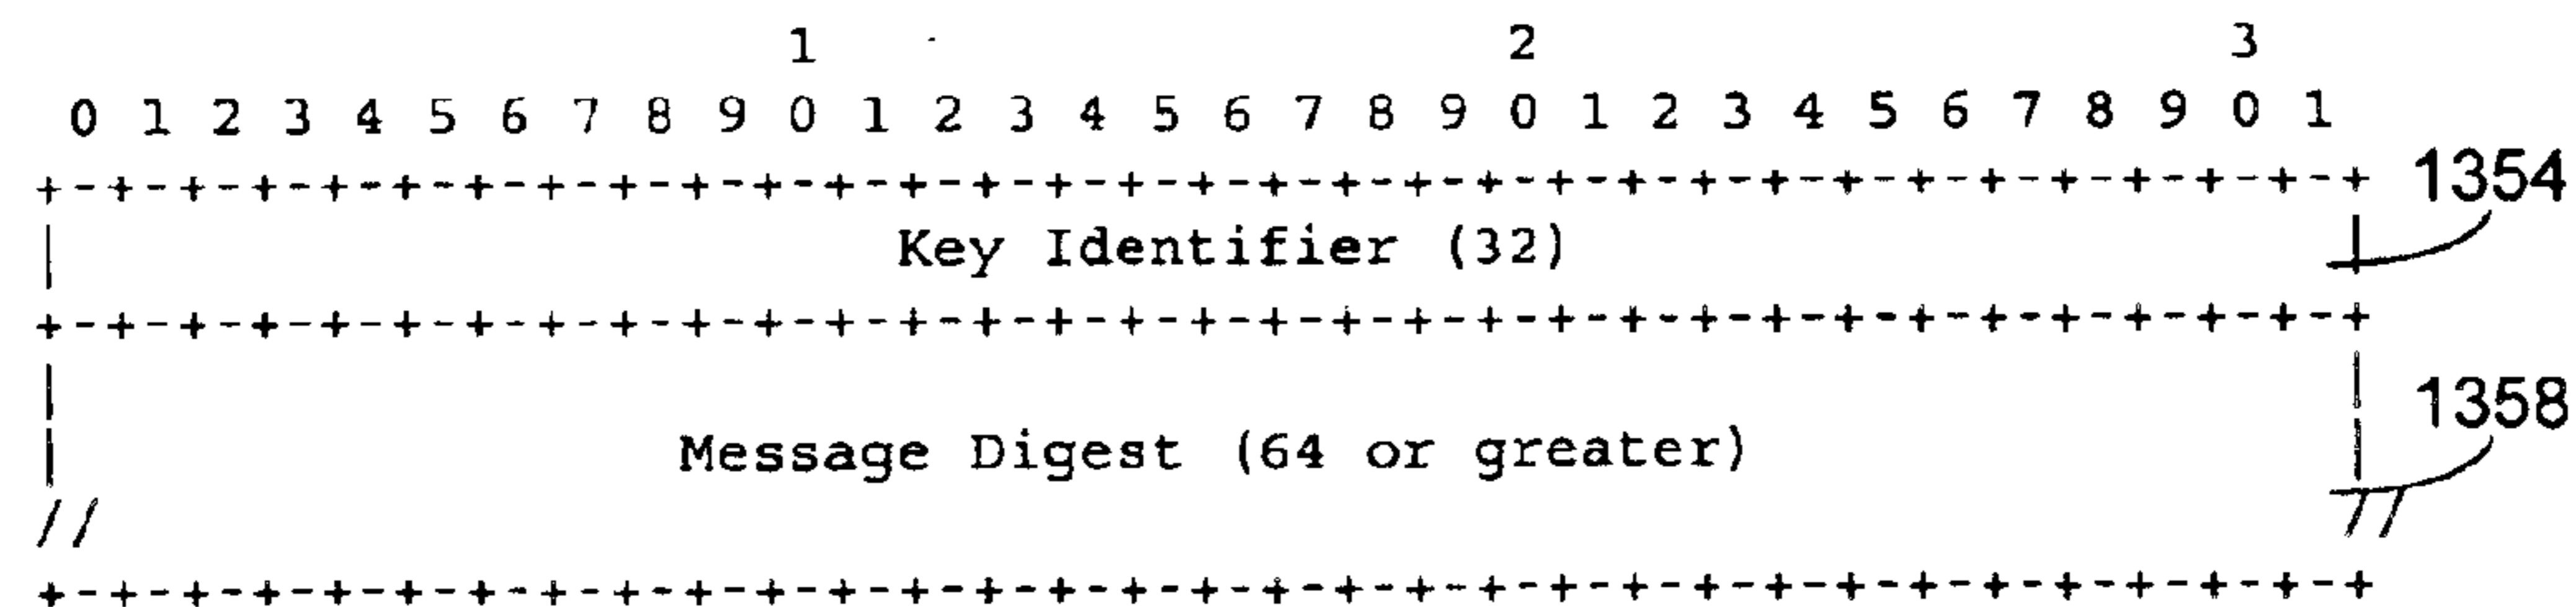 1 2 3
0 1 2 3 4 5 6 7 8 9 0 1 2 3 4 5 6 7 8 9 0 1 2 3 4 5 6 7 8 9 0 1
+-+-+-+-+-+-+-+-+-+-+-+-+-+-+-+-+-+-+-+-+-+-+-+-+-+-+-+-+-+-+-+-+ 1354
| Key Identifier (32) |
+-+-+-+-+-+-+-+-+-+-+-+-+-+-+-+-+-+-+-+-+-+-+-+-+-+-+-+-+-+-+-+-+
| | 1358
| Message Digest (64 or greater) |
// //
+-+-+-+-+-+-+-+-+-+-+-+-+-+-+-+-+-+-+-+-+-+-+-+-+-+-+-+-+-+-+-+-+